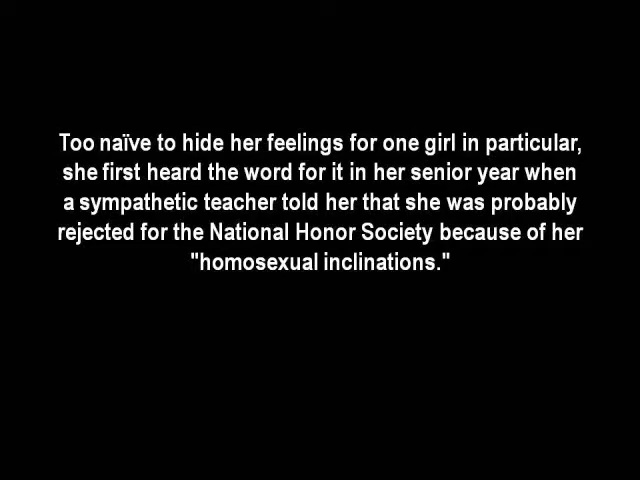 Too naïve to hide her feelings for one girl in particular,
she first heard the word for it in her senior year when
a sympathetic teacher told her that she was probably
rejected for the National Honor Society because of her
"homosexual inclinations."